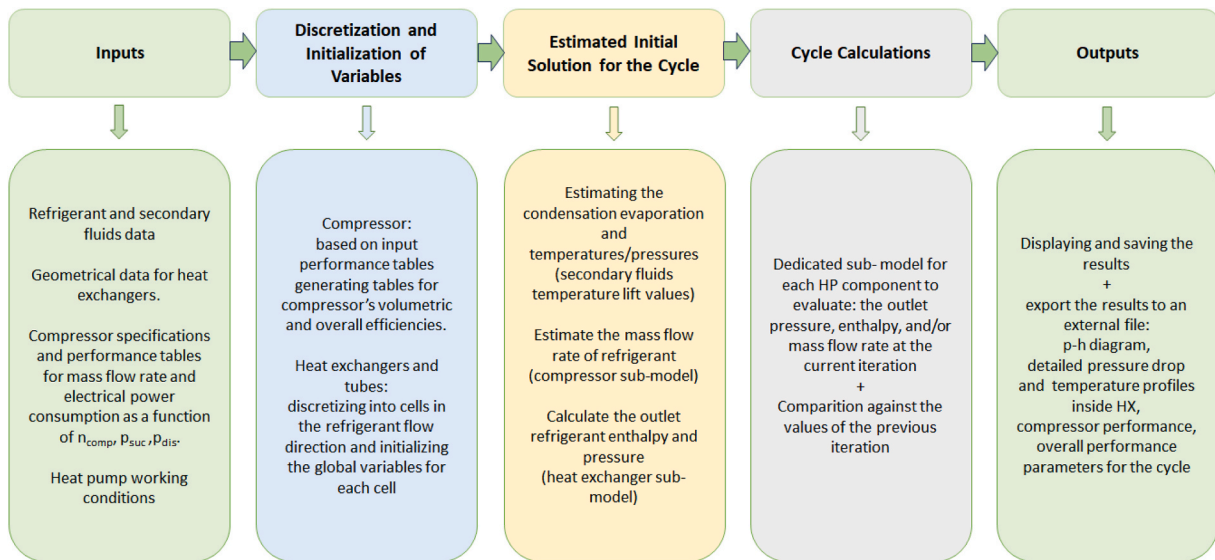 Inputs
Discretization and
Initialization of
Variables
Estimated Initial
Solution for the Cycle
Cycle Calculations
Outputs
Refrigerant and secondary
fluids data
Geometrical data for heat
exchangers.
Compressor specifications
and performance tables
for mass flow rate and
electrical power
consumption as a function
of n_comp, p_suc ,p_dis.
Heat pump working
conditions
Compressor:
based on input
performance tables
generating tables for
compressor's volumetric
and overall efficiencies.
Heat exchangers and
tubes:
discretizing into cells in
the refrigerant flow
direction and initializing
the global variables for
each cell
Estimating the
condensation evaporation
and
temperatures/pressures
(secondary fluids
temperature lift values)
Estimate the mass flow
rate of refrigerant
(compressor sub-model)
Calculate the outlet
refrigerant enthalpy and
pressure
(heat exchanger sub-
model)
Dedicated sub- model for
each HP component to
evaluate: the outlet
pressure, enthalpy, and/or
mass flow rate at the
current iteration
+
Comparition against the
values of the previous
iteration
Displaying and saving the
results
+
export the results to an
external file:
p-h diagram,
detailed pressure drop
and temperature profiles
inside HX,
compressor performance,
overall performance
parameters for the cycle